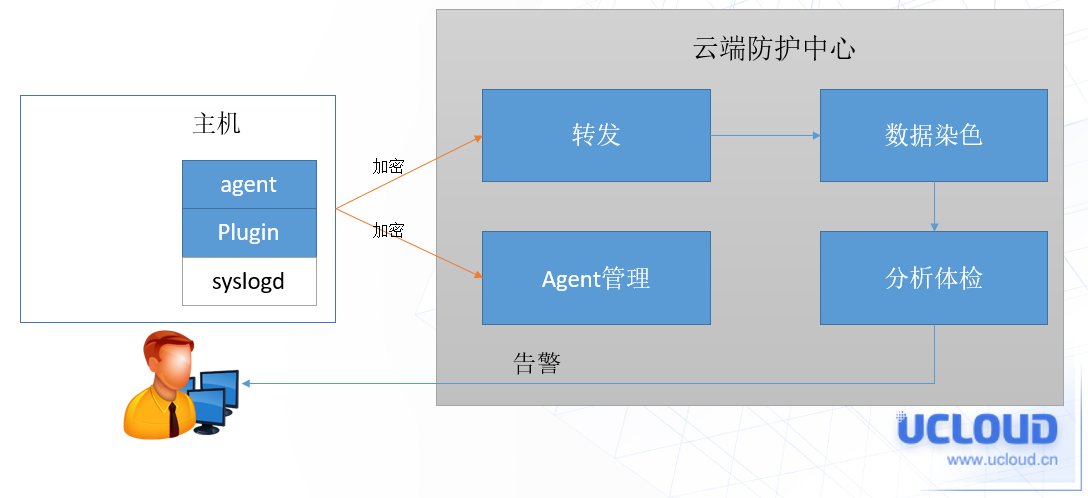 云端防护中心
主机
agent
Plugin
syslogd
加密
加密
转发
数据染色
Agent管理
分析体检
告警
UCLOUD
www.ucloud.cn